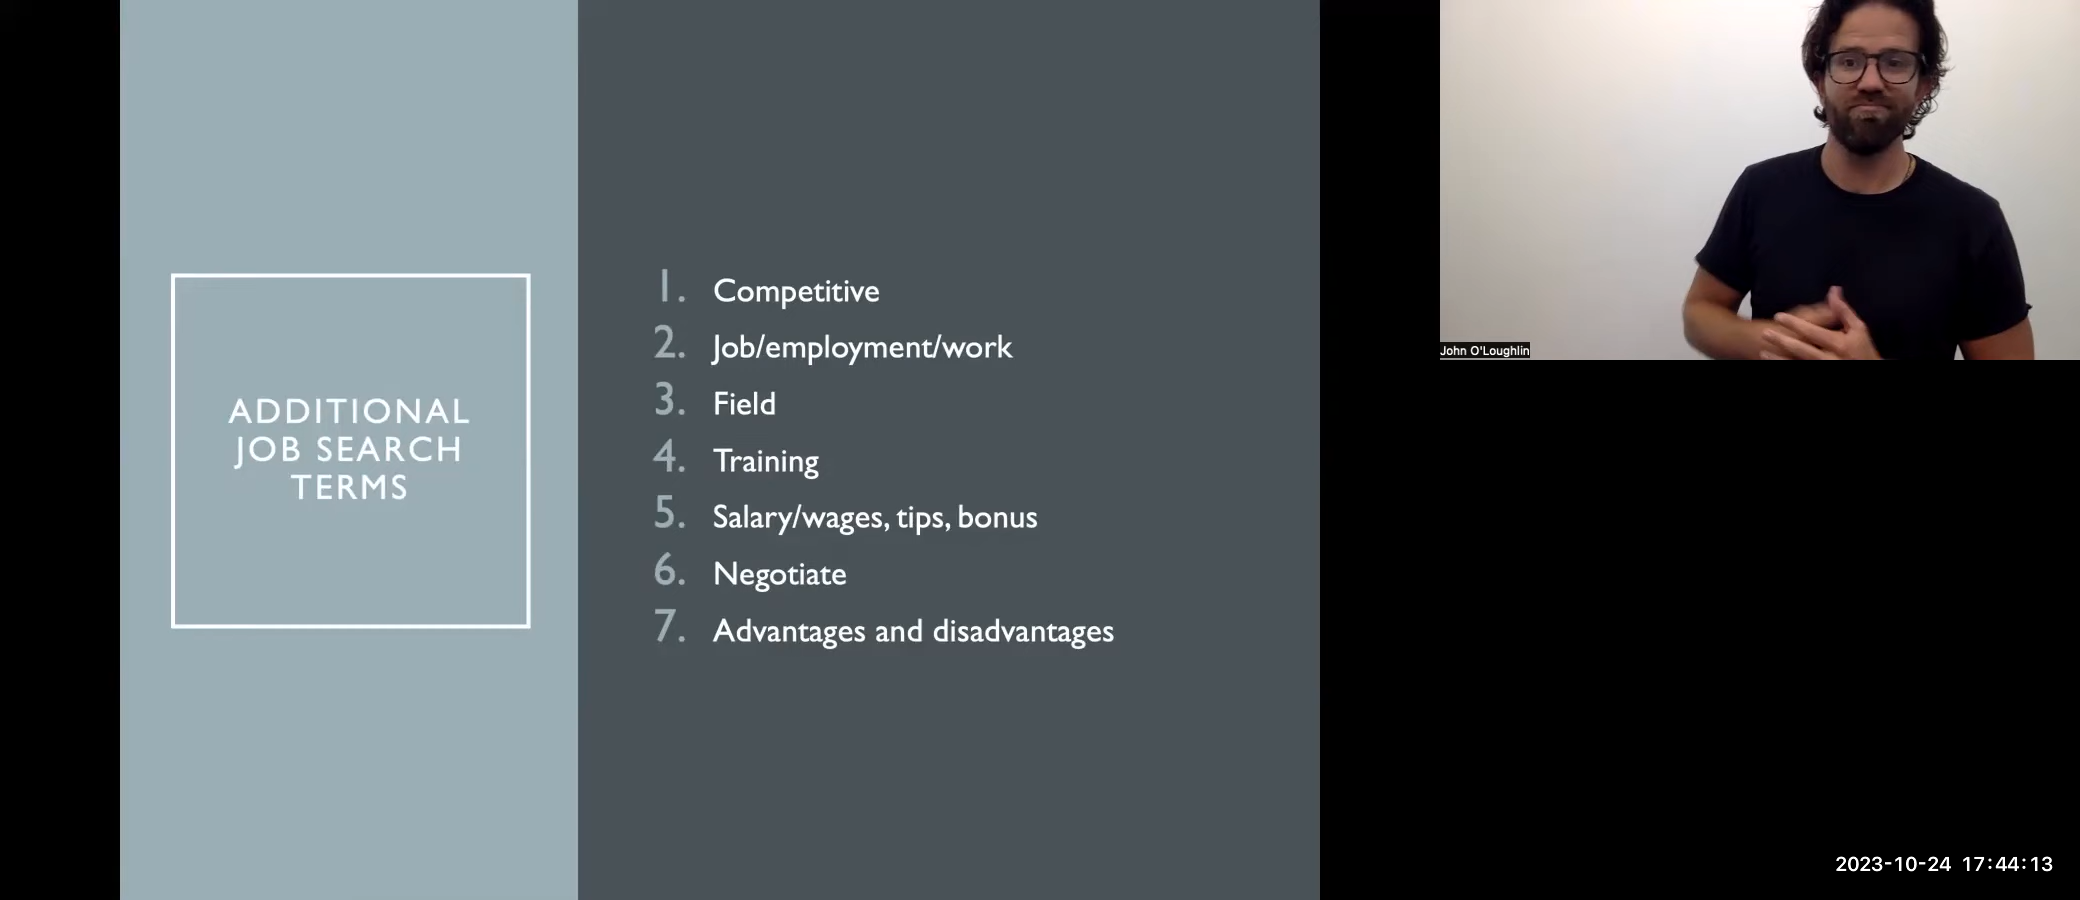 ADDITIONAL
JOB SEARCH
TERMS
1. Competitive
2. Job/employment/work
3. Field
4. Training
5. Salary/wages, tips, bonus
6. Negotiate
7. Advantages and disadvantages
John O'Loughlin
2023-10-24 17:44:13